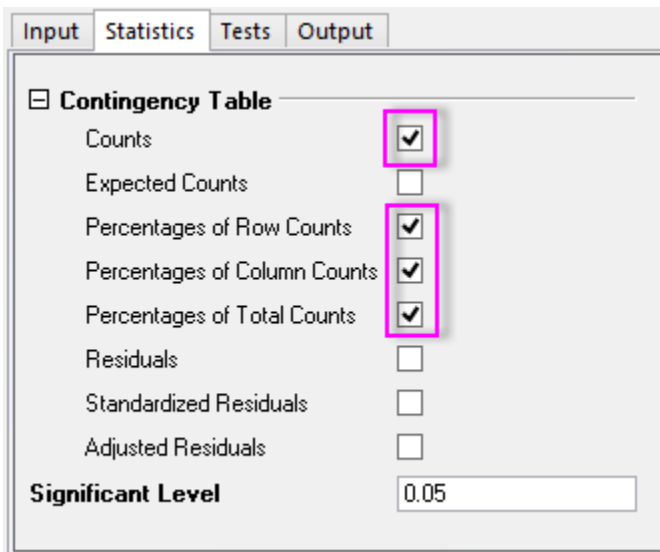 Input Statistics Tests Output
Contingency Table
Counts
Expected Counts
Percentages of Row Counts
Percentages of Column Counts
Percentages of Total Counts
Residuals
Standardized Residuals
Adjusted Residuals
Significant Level 0.05